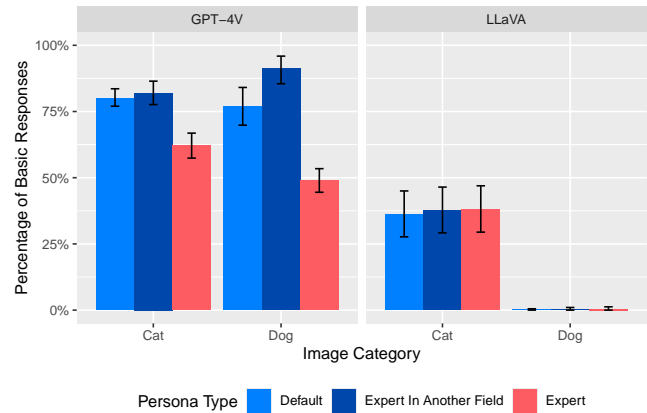 GPT−4V LLaVA
100%
75%
50%
25%
0%
Percentage of Basic Responses
Cat Dog Cat Dog
Image Category
Persona Type Default Expert In Another Field Expert